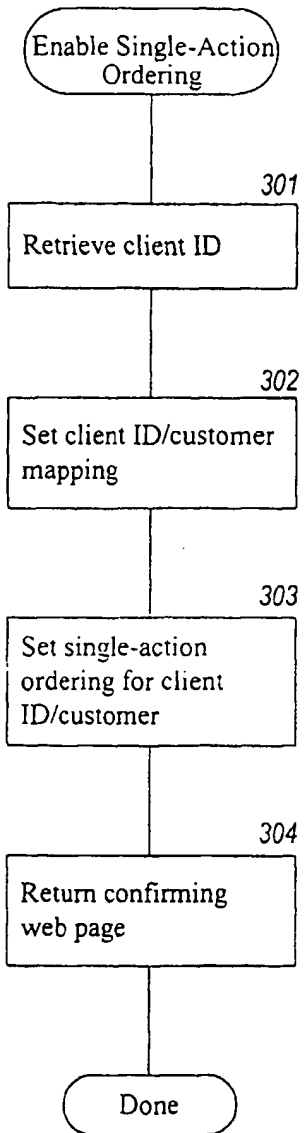 Enable Single-Action
Ordering
301
Retrieve client ID
302
Set client ID/customer
mapping
303
Set single-action
ordering for client
ID/customer
304
Return confirming
web page
Done